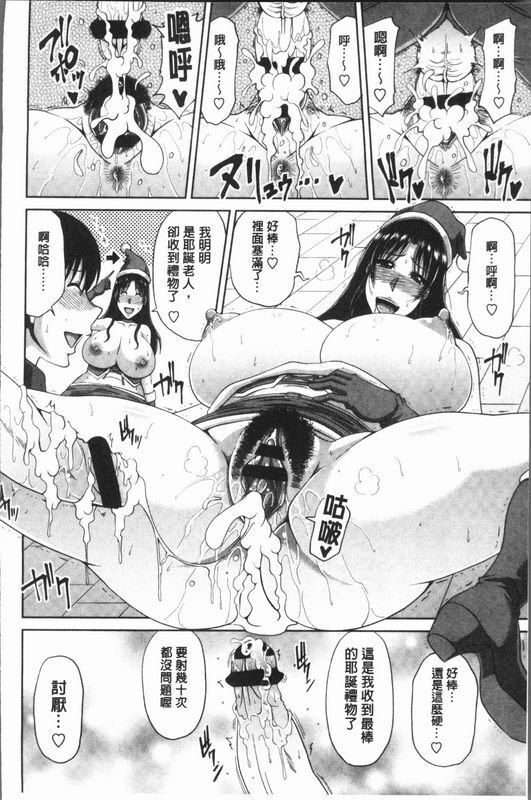 啊…啊…
啊……♡
嗯啊…
……♡
呼…
……♡
哦～哦…
……♡
嗯呼
♥
ドクッ…♥
ヌリュゥ…♥
啊…呼啊…
……♡
好棒…♡
裡面塞滿了
……♡
我明明
是耶誕老人，
卻收到禮物了
啊哈哈
咕啵
♥
好棒…
還是這麼硬…
……♡
這是我收到最棒
的耶誕禮物了
要射幾十次
都沒問題喔
討厭…
……♡